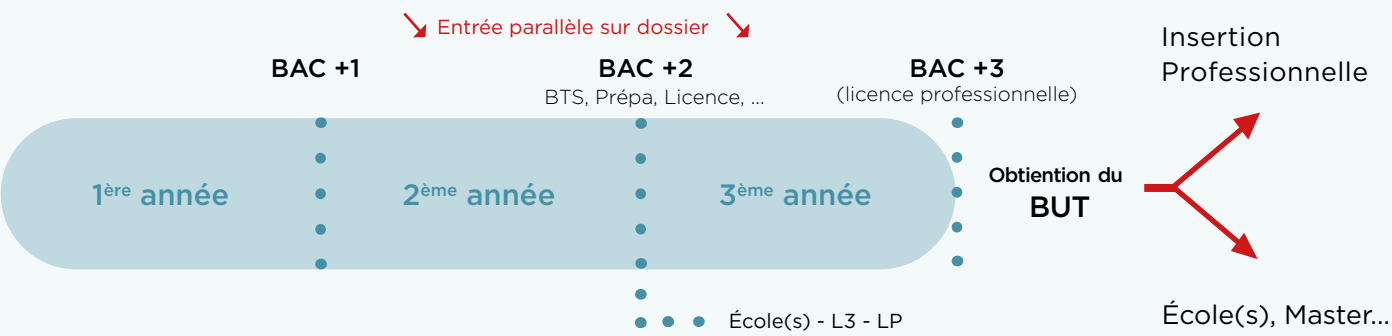 Entrée parallèle sur dossier
BAC +1
BAC +2
BTS, Prépa, Licence, ...
BAC +3
(licence professionnelle)
Insertion
Professionnelle
1ère année
2ème année
3ème année
Obtiention du
BUT
École(s) - L3 - LP
École(s), Master...